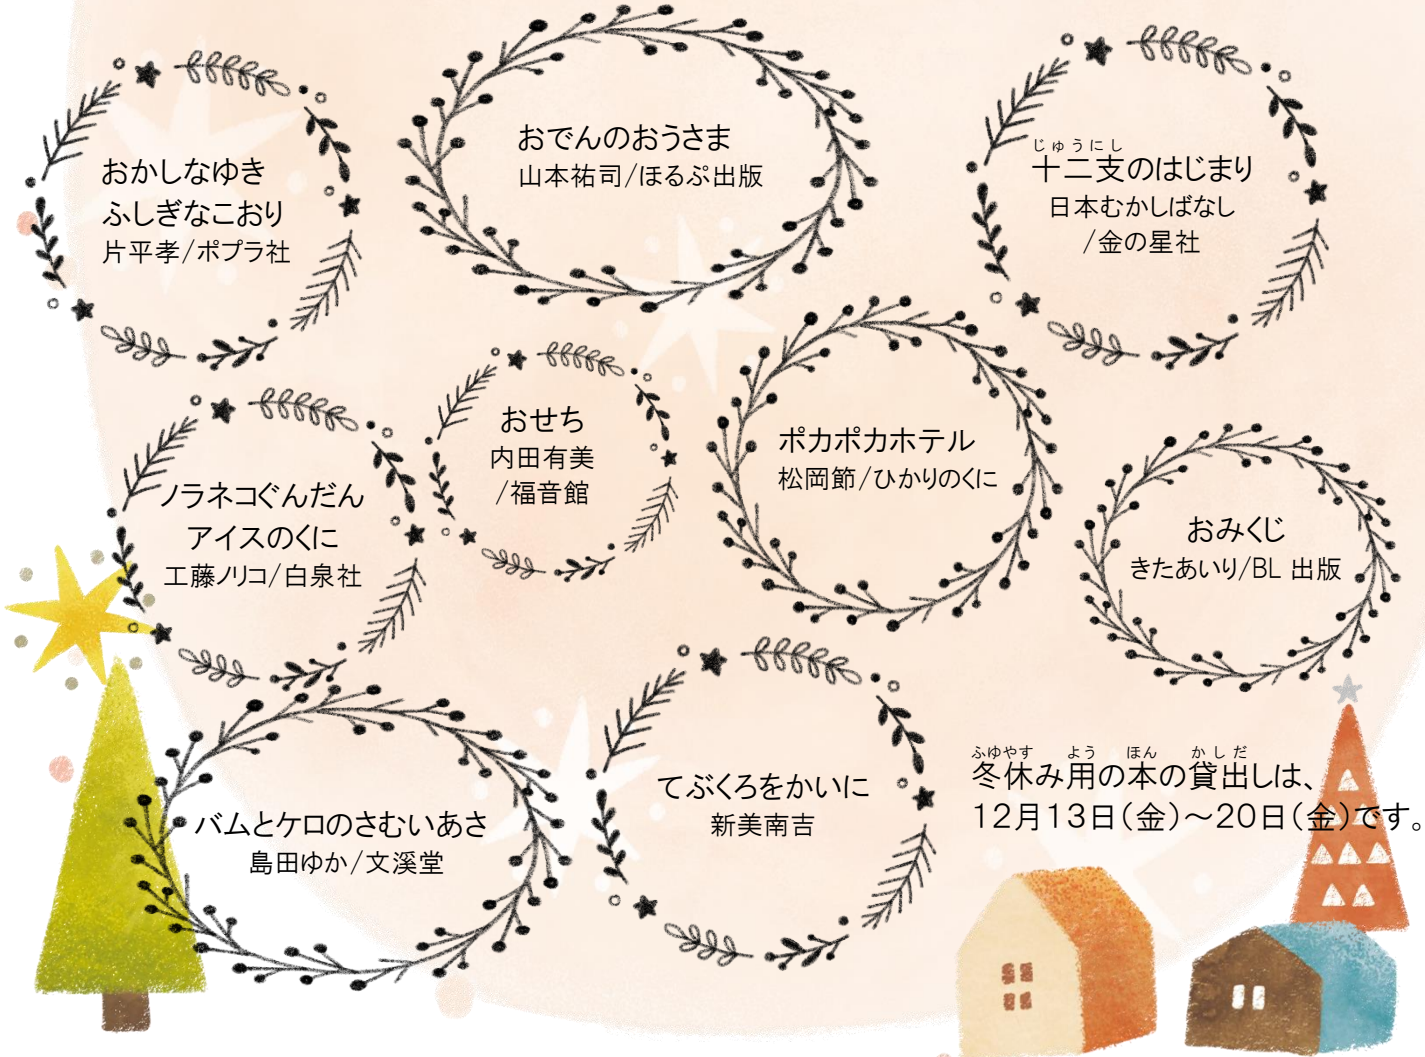 おかしなゆき
ふしぎなこおり
片平孝/ポプラ社
おでんのおうさま
山本祐司/ほるぷ出版
じゅうにし
十二支のはじまり
日本むかしばなし
/金の星社
ノラネコぐんだん
アイスのくに
工藤ノリコ/白泉社
おせち
内田有美
/福音館
ポカポカホテル
松岡節/ひかりのくに
おみくじ
きたあいり/BL 出版
バムとケロのさむいあさ
島田ゆか/文溪堂
てぶくろをかいに
新美南吉
ふゆやす よう ほん かしだ
冬休み用の本の貸出しは、
12月13日(金)～20日(金)です。